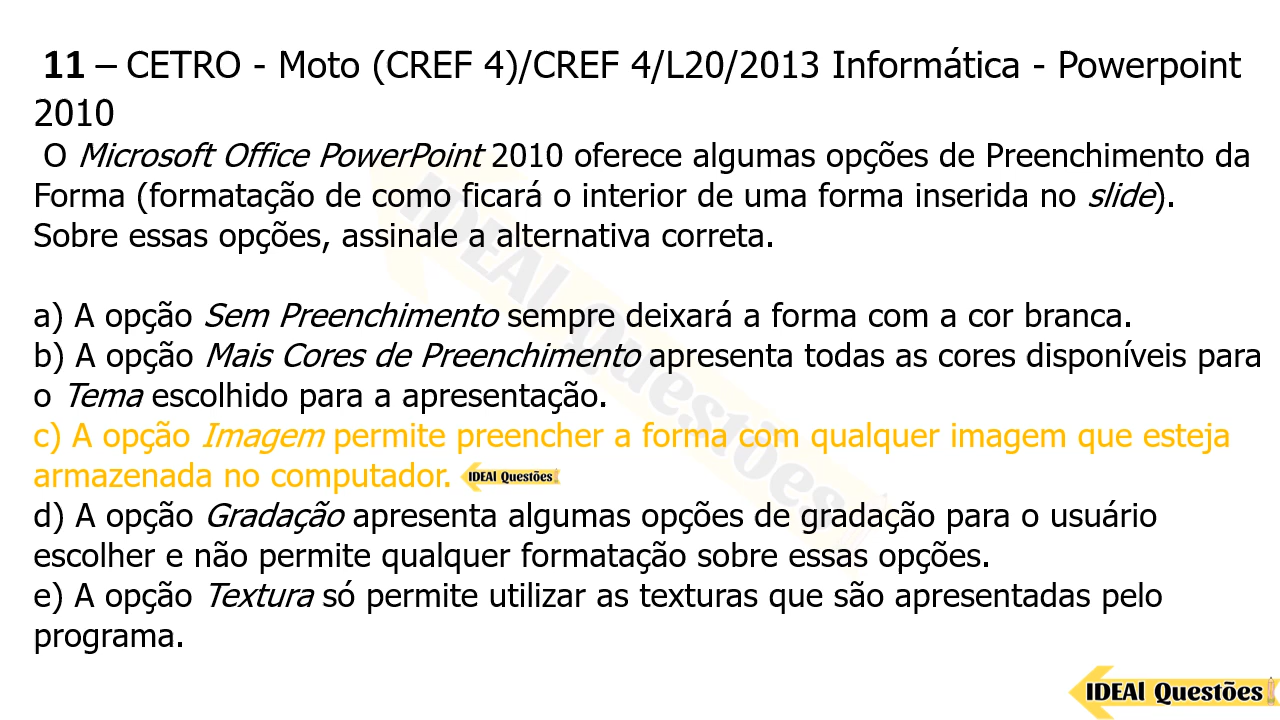 11 – CETRO - Moto (CREF 4)/CREF 4/L20/2013 Informática - Powerpoint
2010
O Microsoft Office PowerPoint 2010 oferece algumas opções de Preenchimento da
Forma (formatação de como ficará o interior de uma forma inserida no slide).
Sobre essas opções, assinale a alternativa correta.
a) A opção Sem Preenchimento sempre deixará a forma com a cor branca.
b) A opção Mais Cores de Preenchimento apresenta todas as cores disponíveis para
o Tema escolhido para a apresentação.
c) A opção Imagem permite preencher a forma com qualquer imagem que esteja
armazenada no computador. IDEAl Questões
d) A opção Gradação apresenta algumas opções de gradação para o usuário
escolher e não permite qualquer formatação sobre essas opções.
e) A opção Textura só permite utilizar as texturas que são apresentadas pelo
programa.
IDEAl Questões
IDEAl Questões